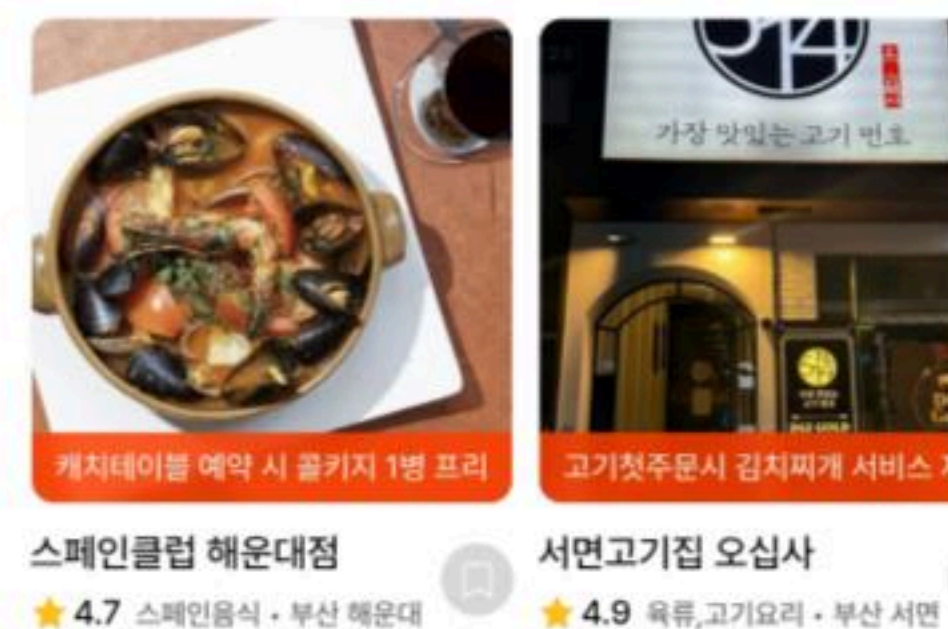 가장 맛있는 고기 번호
캐치테이블 예약 시 콜키지 1병 프리
고기첫주문시 김치찌개 서비스
스페인클럽 해운대점
서면고기집 오십사
4.7 스페인음식 · 부산 해운대
4.9 육류,고기요리 · 부산 서면